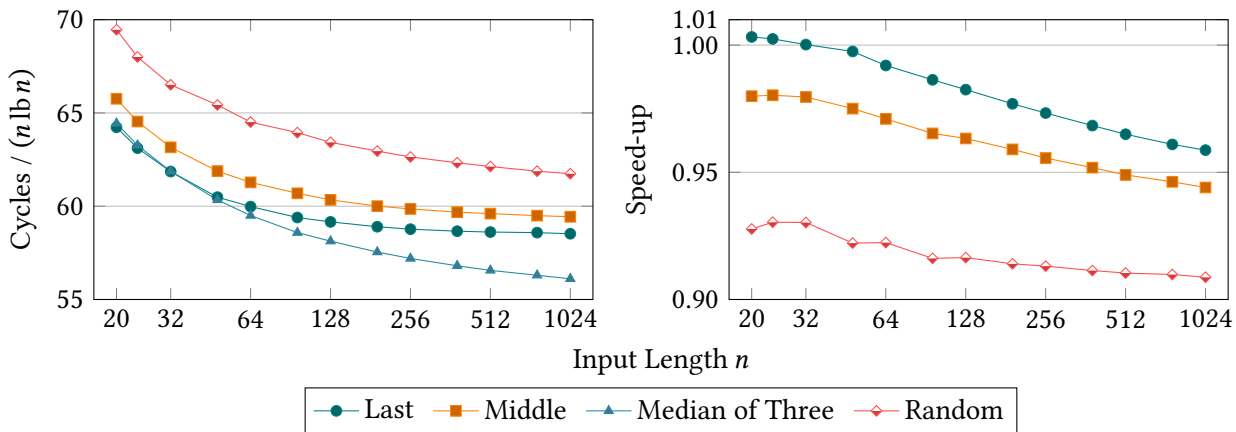 Cycles / (n lb n)
70
65
60
55
20 32 64 128 256 512 1024
Speed-up
1.01
1.00
0.95
0.90
20 32 64 128 256 512 1024
Input Length n
Last Middle Median of Three Random